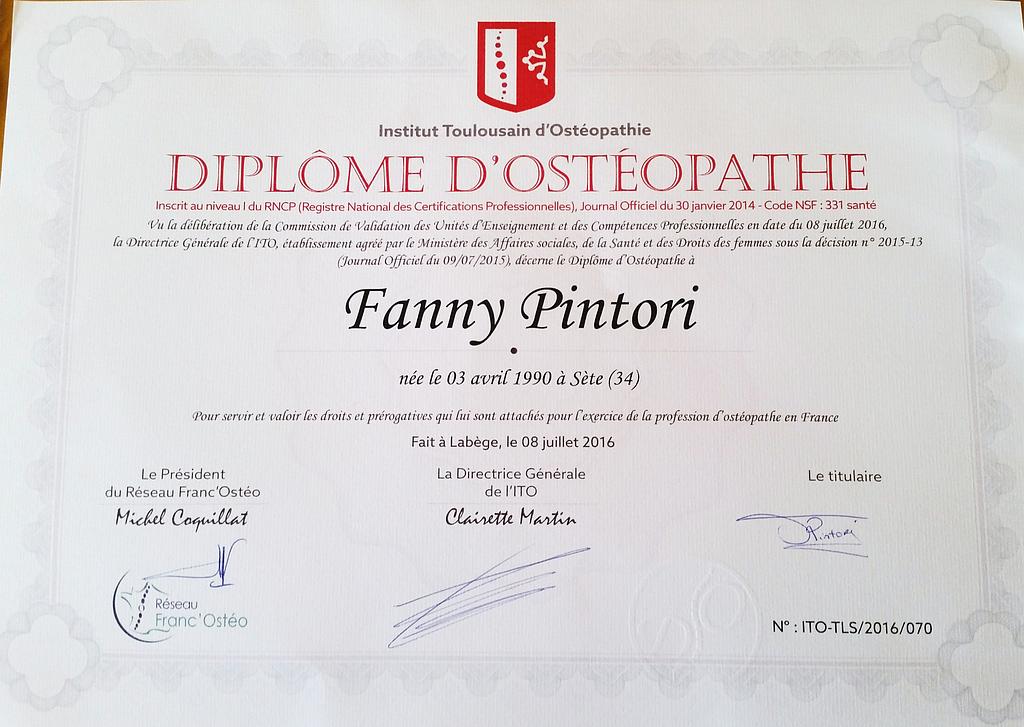 Institut Toulousain d'Ostéopathie
DIPLÔME D'OSTÉOPATHE
Inscrit au niveau I du RNCP (Registre National des Certifications Professionnelles), Journal Officiel du 30 janvier 2014 - Code NSF : 331 santé
Vu la délibération de la Commission de Validation des Unités d'Enseignement et des Compétences Professionnelles en date du 08 juillet 2016,
la Directrice Générale de l'ITO, établissement agréé par le Ministère des Affaires sociales, de la Santé et des Droits des femmes sous la décision n° 2015-13
(Journal Officiel du 09/07/2015), décerne le Diplôme d'Ostéopathe à
Fanny Pintori
née le 03 avril 1990 à Sète (34)
Pour servir et valoir les droits et prérogatives qui lui sont attachés pour l'exercice de la profession d'ostéopathe en France
Fait à Labège, le 08 juillet 2016
Le Président
du Réseau Franc'Ostéo
Michel Coquillat
La Directrice Générale
de l'ITO
Clairette Martin
Le titulaire
Pintori
Réseau
Franc'Ostéo
N° : ITO-TLS/2016/070